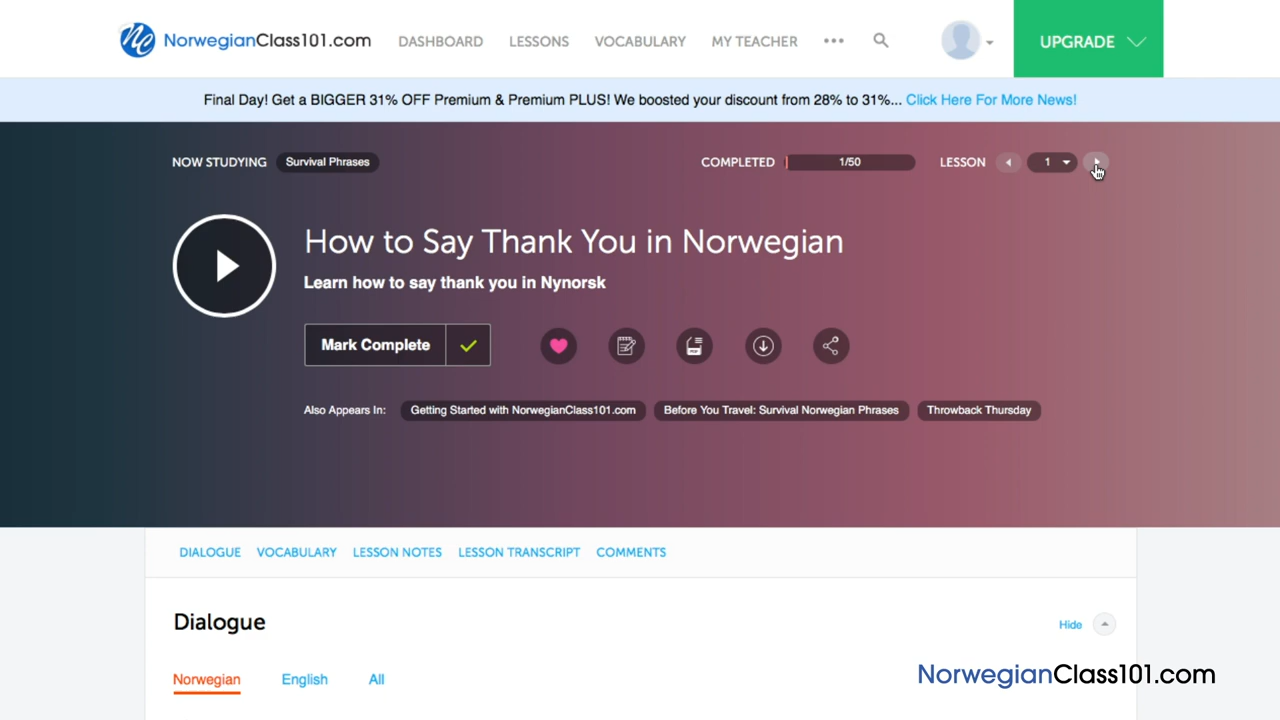 NC NorwegianClass101.com DASHBOARD LESSONS VOCABULARY MY TEACHER UPGRADE
Final Day! Get a BIGGER 31% OFF Premium & Premium PLUS! We boosted your discount from 28% to 31%... Click Here For More News!
NOW STUDYING Survival Phrases COMPLETED 1/50 LESSON 1
How to Say Thank You in Norwegian
Learn how to say thank you in Nynorsk
Mark Complete
Also Appears In: Getting Started with NorwegianClass101.com Before You Travel: Survival Norwegian Phrases Throwback Thursday
DIALOGUE VOCABULARY LESSON NOTES LESSON TRANSCRIPT COMMENTS
Dialogue Hide
Norwegian English All
NorwegianClass101.com